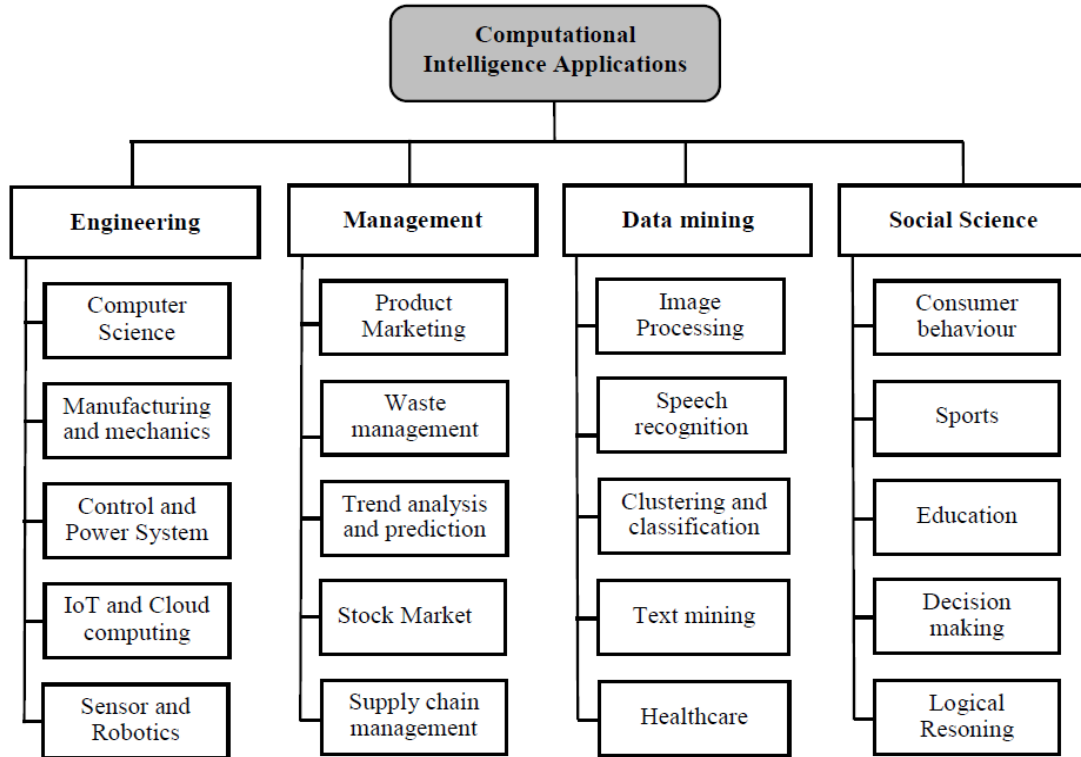 Computational
Intelligence Applications
Engineering
Management
Data mining
Social Science
Computer
Science
Manufacturing
and mechanics
Control and
Power System
IoT and Cloud
computing
Sensor and
Robotics
Product
Marketing
Waste
management
Trend analysis
and prediction
Stock Market
Supply chain
management
Image
Processing
Speech
recognition
Clustering and
classification
Text mining
Healthcare
Consumer
behaviour
Sports
Education
Decision
making
Logical
Resoning